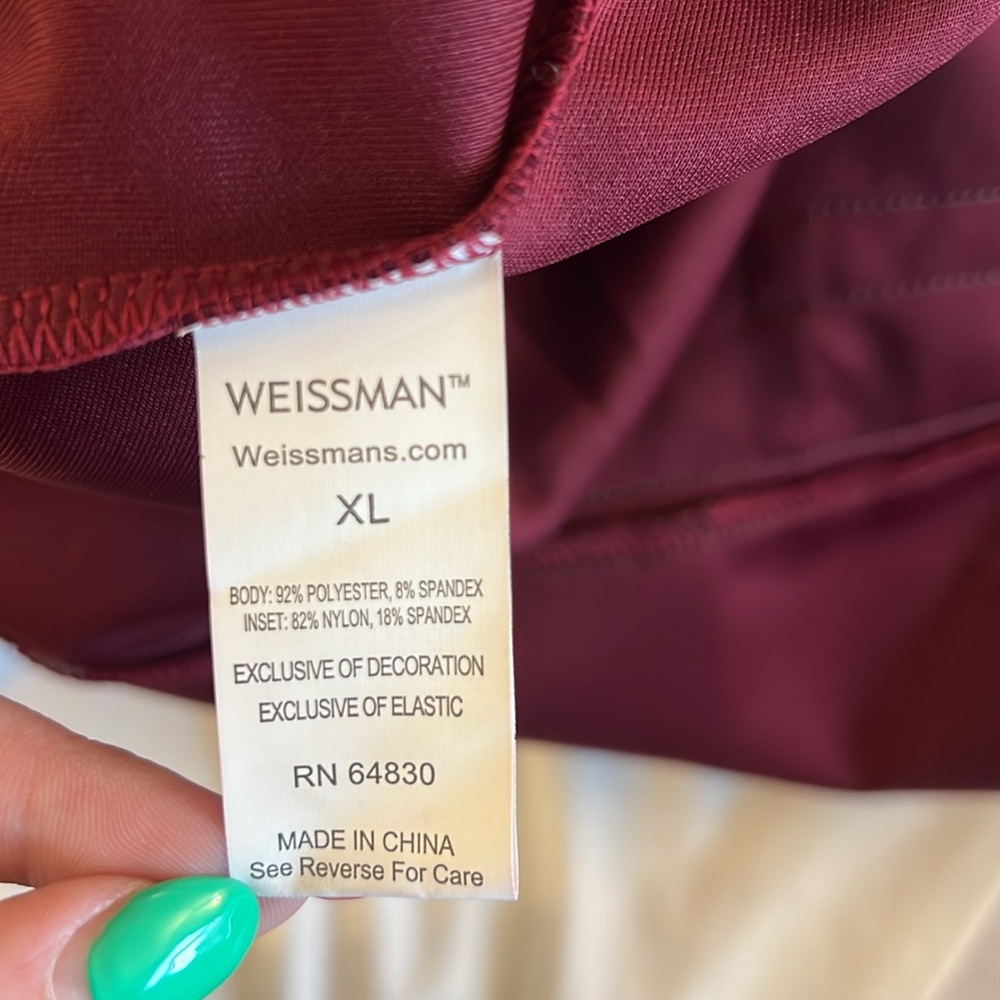 WEISSMAN™
Weissmans.com
XL
BODY: 92% POLYESTER, 8% SPANDEX
INSET: 82% NYLON, 18% SPANDEX
EXCLUSIVE OF DECORATION
EXCLUSIVE OF ELASTIC
RN 64830
MADE IN CHINA
See Reverse For Care